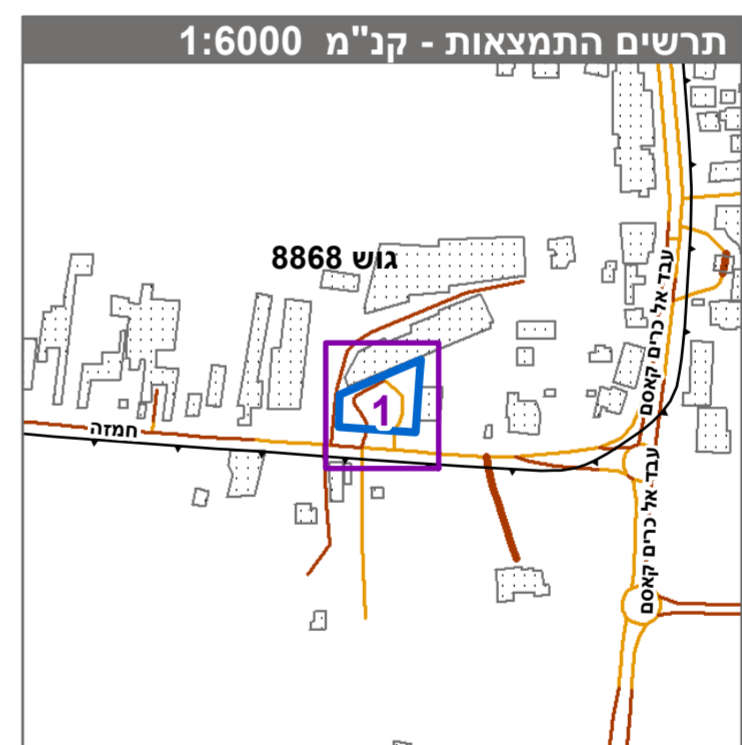 תרשים התמצאות - קנ"מ 1:6000
גוש 8868
עבד אל כרים קאסם
1
חמזה
עבד אל כרים קאסם